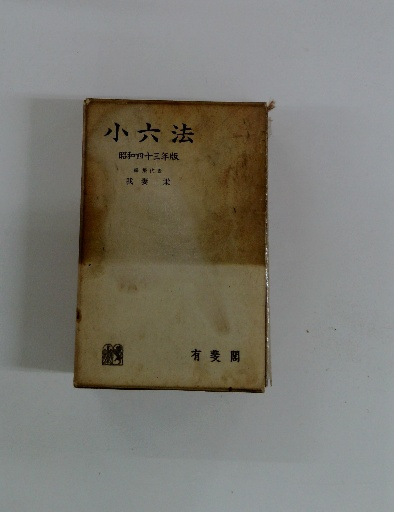 小六法
昭和四十三年版
編集代表
我妻 栄
有斐閣